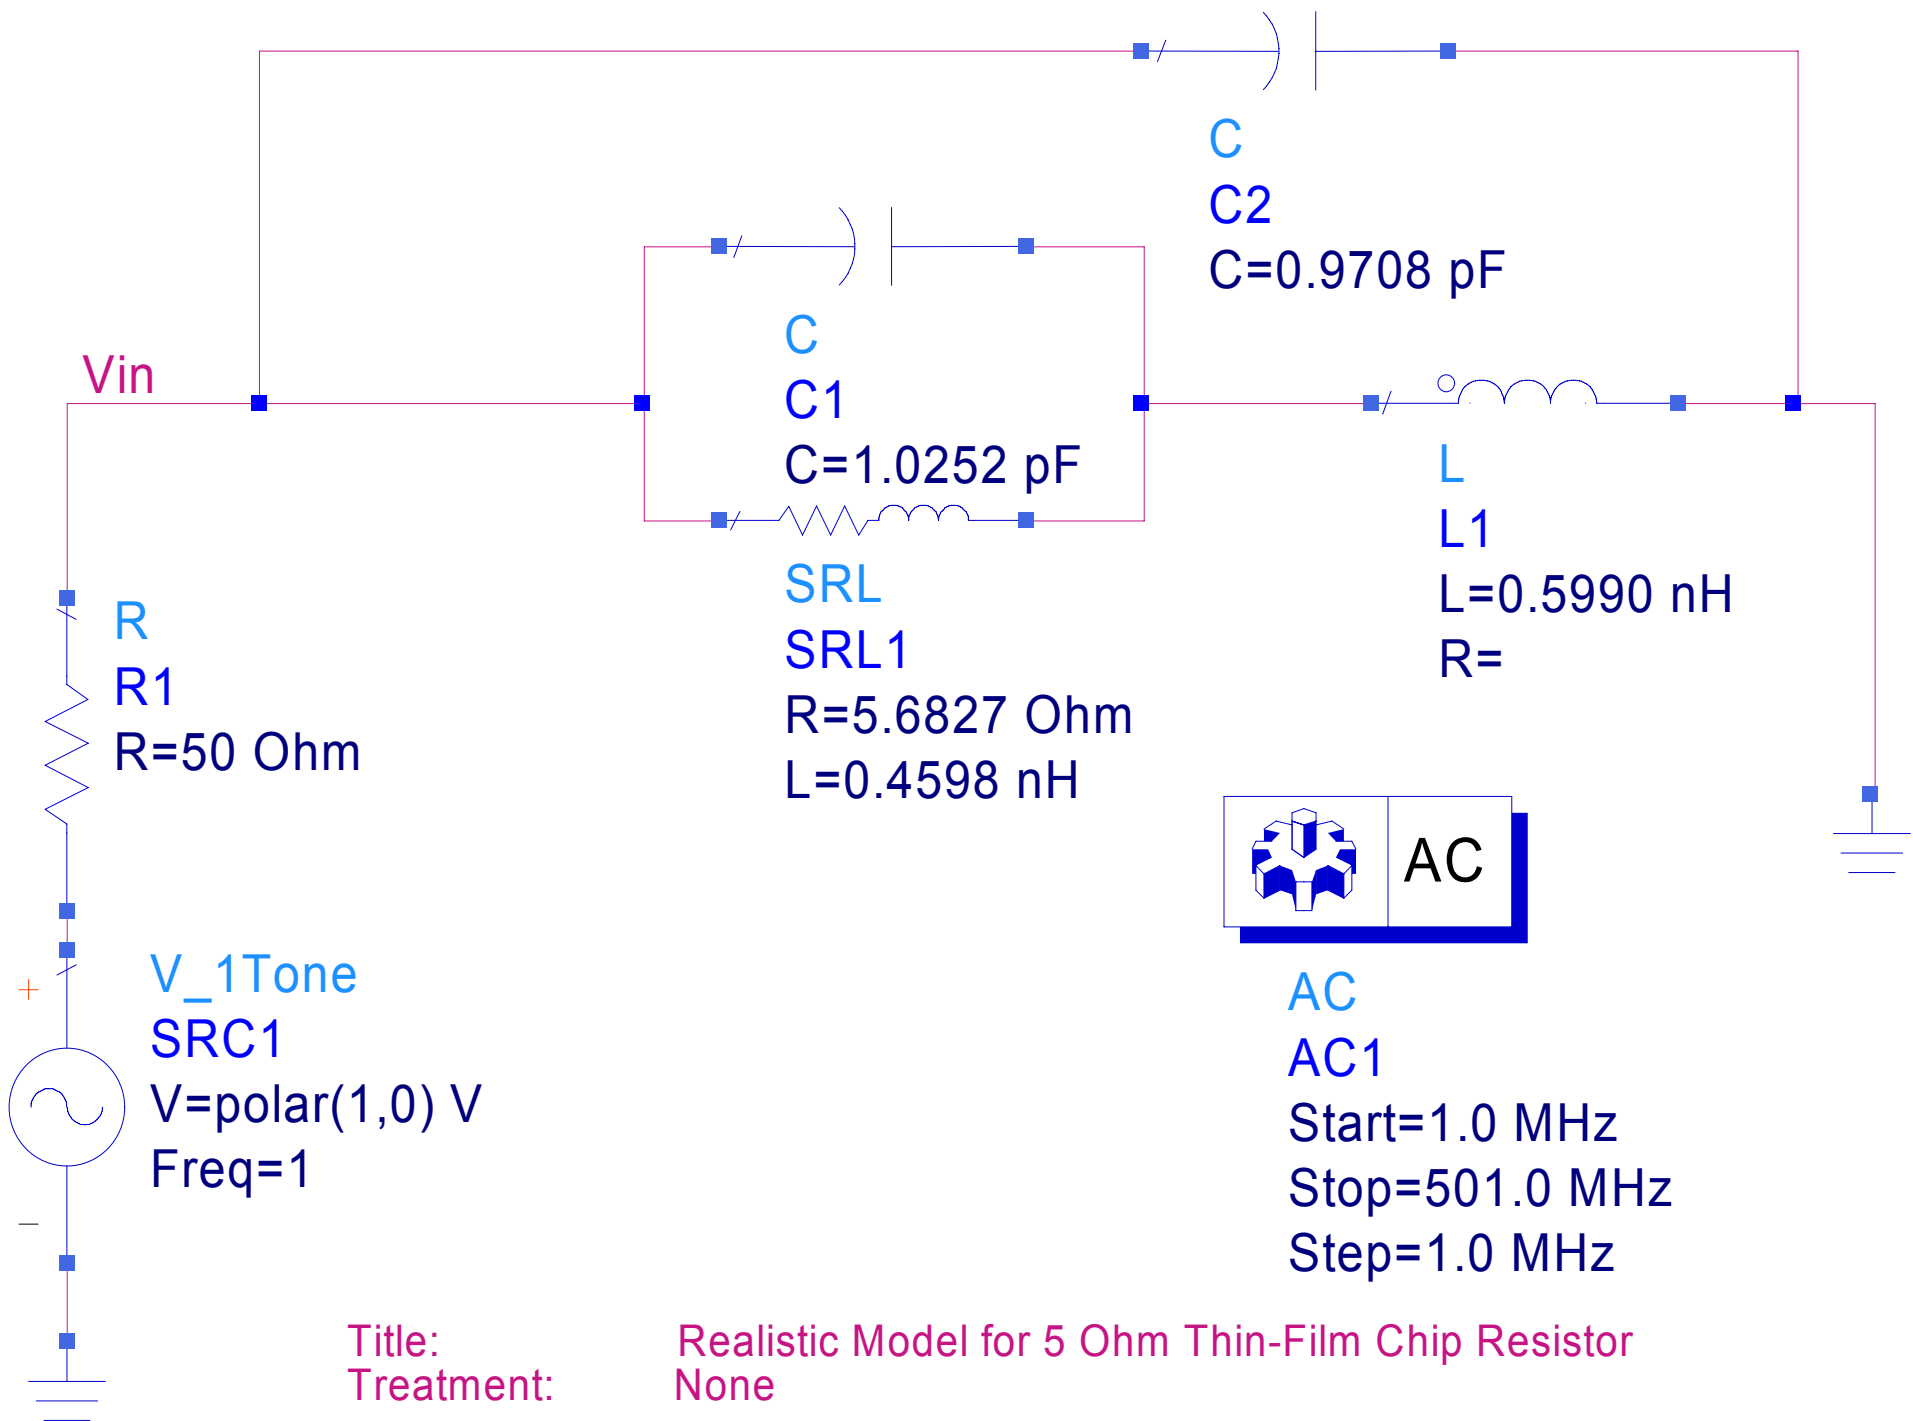 C
C2
C=0.9708 pF
Vin
C
C1
C=1.0252 pF
L
L1
L=0.5990 nH
R=
SRL
SRL1
R=5.6827 Ohm
L=0.4598 nH
R
R1
R=50 Ohm
AC
+
V_1Tone
SRC1
V=polar(1,0) V
Freq=1
−
AC
AC1
Start=1.0 MHz
Stop=501.0 MHz
Step=1.0 MHz
Title: Realistic Model for 5 Ohm Thin-Film Chip Resistor
Treatment: None